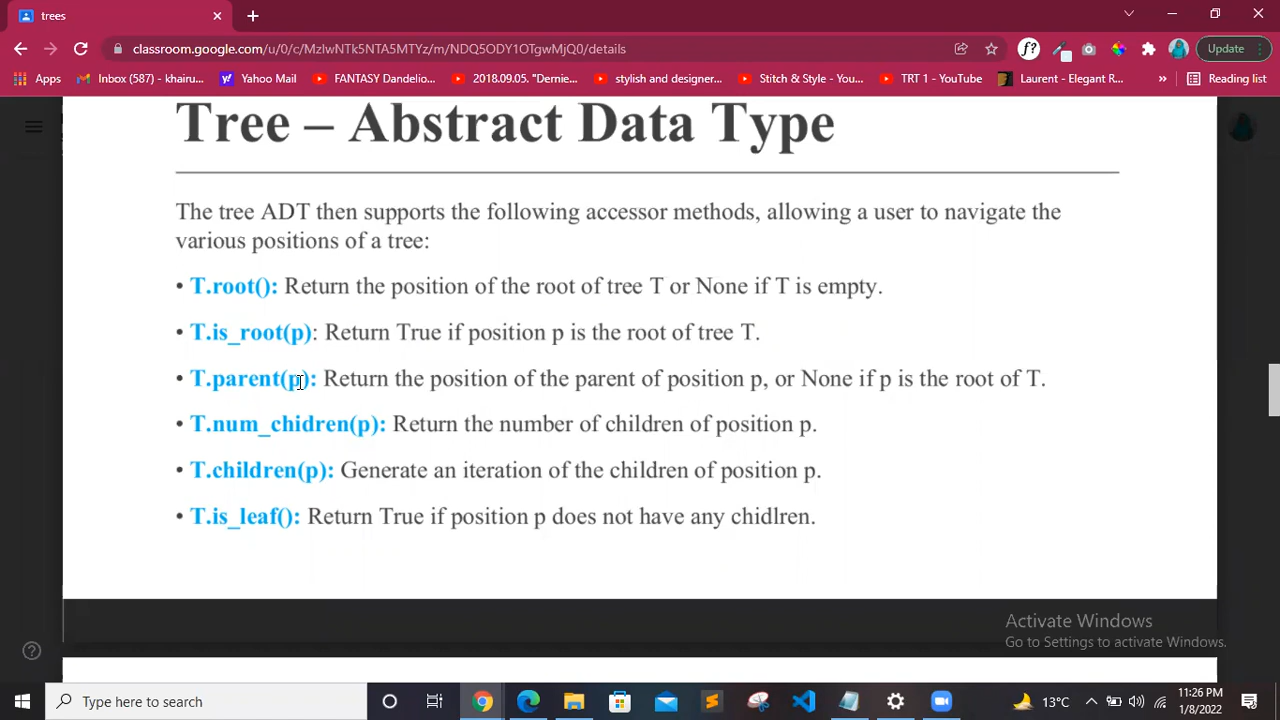 trees
classroom.google.com/u/0/c/MzIwNTk5NTA5MTYz/m/NDQ5ODY1OTgwMjQ0/details
Update
Apps
Inbox (587) - khairu...
Yahoo Mail
FANTASY Dandelio...
2018.09.05. "Dernie...
stylish and designer...
Stitch & Style - You...
TRT 1 - YouTube
Laurent - Elegant R...
»
Reading list
Tree – Abstract Data Type
The tree ADT then supports the following accessor methods, allowing a user to navigate the
various positions of a tree:
• T.root(): Return the position of the root of tree T or None if T is empty.
• T.is_root(p): Return True if position p is the root of tree T.
• T.parent(p): Return the position of the parent of position p, or None if p is the root of T.
• T.num_chidren(p): Return the number of children of position p.
• T.children(p): Generate an iteration of the children of position p.
• T.is_leaf(): Return True if position p does not have any chidlren.
Activate Windows
Go to Settings to activate Windows.
Type here to search
13°C
11:26 PM
1/8/2022